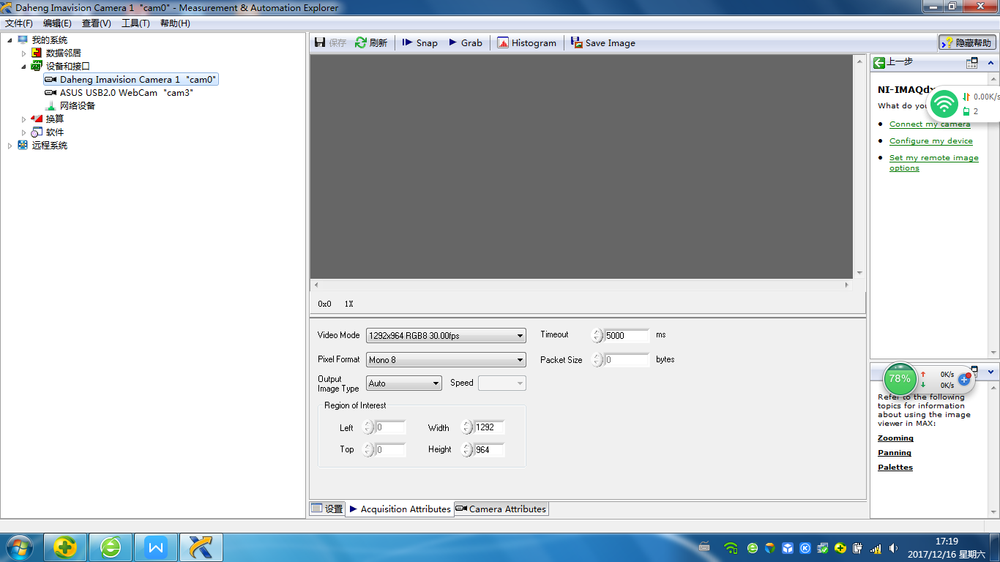 Daheng Imavision Camera 1 "cam0" - Measurement & Automation Explorer
文件(F) 编辑(E) 查看(V) 工具(T) 帮助(H)
我的系统
数据邻居
设备和接口
Daheng Imavision Camera 1 "cam0"
ASUS USB2.0 WebCam "cam3"
网络设备
换算
软件
远程系统
保存 刷新 Snap Grab Histogram Save Image
隐藏帮助
0x0 1X
Video Mode 1292x964 RGB8 30.00fps Timeout 5000 ms
Pixel Format Mono 8 Packet Size 0 bytes
Output
Image Type Auto Speed
Region of Interest
Left 0 Width 1292
Top 0 Height 964
设置 Acquisition Attributes Camera Attributes
上一步
NI-IMAQdx
What do you
Connect my camera
Configure my device
Set my remote image
options
0.00K/s
2
78% 0K/s
0K/s
Refer to the following
topics for information
about using the image
viewer in MAX:
Zooming
Panning
Palettes
17:19
2017/12/16 星期六